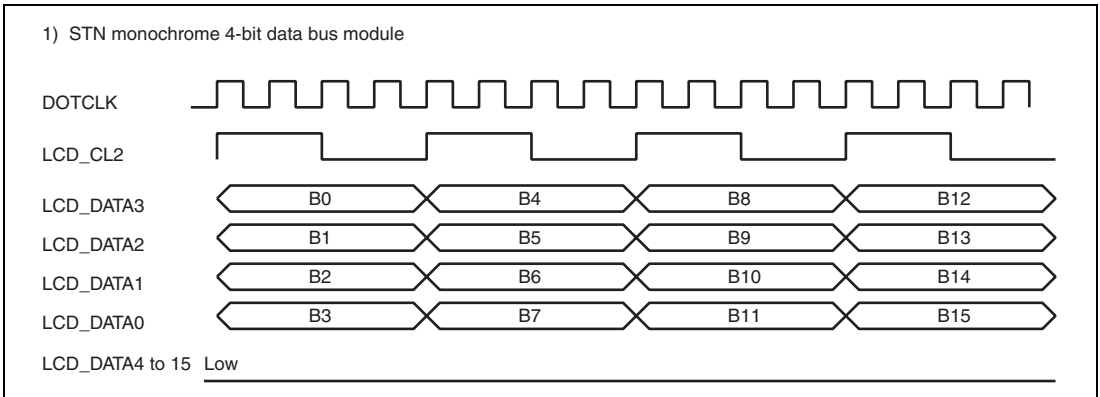 1) STN monochrome 4-bit data bus module
DOTCLK
LCD_CL2
LCD_DATA3 B0 B4 B8 B12
LCD_DATA2 B1 B5 B9 B13
LCD_DATA1 B2 B6 B10 B14
LCD_DATA0 B3 B7 B11 B15
LCD_DATA4 to 15 Low